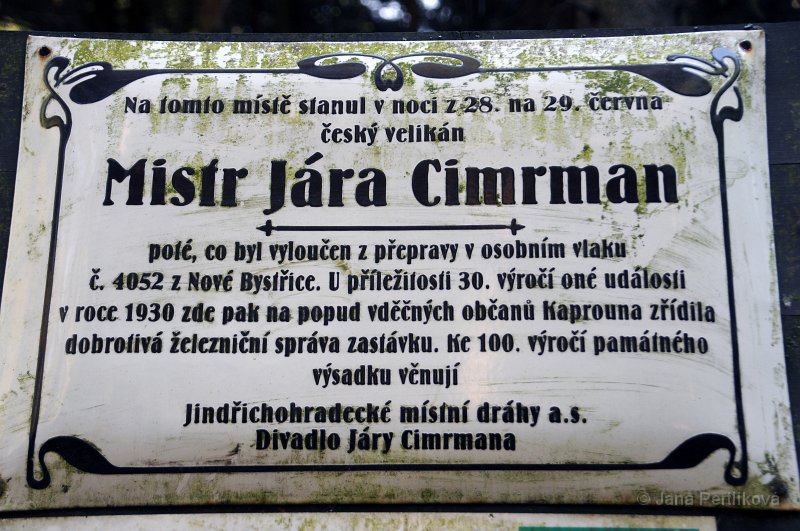 Na tomto místě stanul v noci z 28. na 29. června
český velikán
Mistr Jára Cimrman
poté, co byl vyloučen z přepravy v osobním vlaku
č. 4052 z Nové Bystřice. U příležitosti 30. výročí oné události
v roce 1930 zde pak na popud vděčných občanů Kaprouna zřídila
dobrotivá železniční správa zastávku. Ke 100. výročí památného
výsadku věnují
Jindřichohradecké místní dráhy a.s.
Divadlo Járy Cimrmana
© Jana Pertlíková